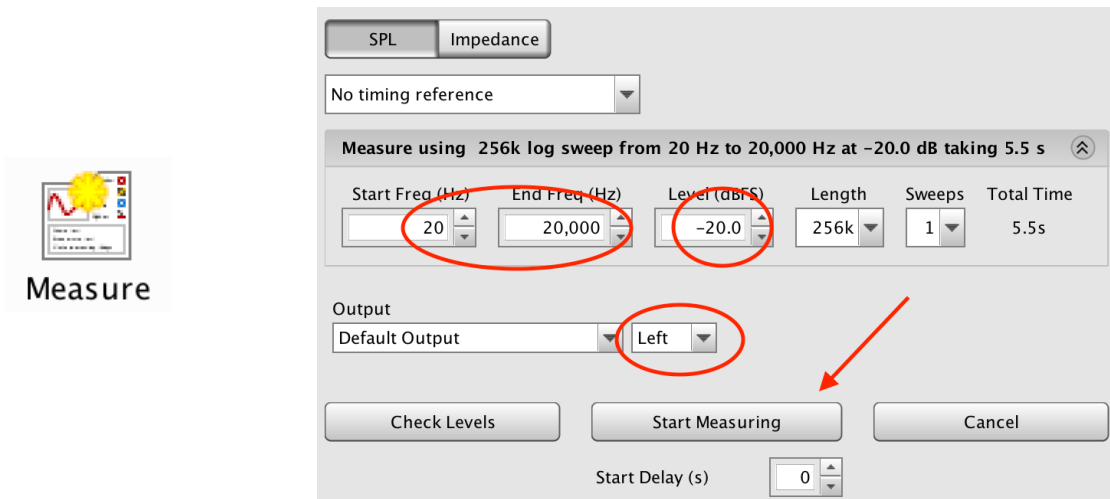 SPL Impedance
No timing reference
Measure using 256k log sweep from 20 Hz to 20,000 Hz at -20.0 dB taking 5.5 s
Start Freq (Hz) End Freq (Hz) Level (dBFS) Length Sweeps Total Time
20 20,000 -20.0 256k 1 5.5s
Measure
Output
Default Output Left
Check Levels Start Measuring Cancel
Start Delay (s) 0